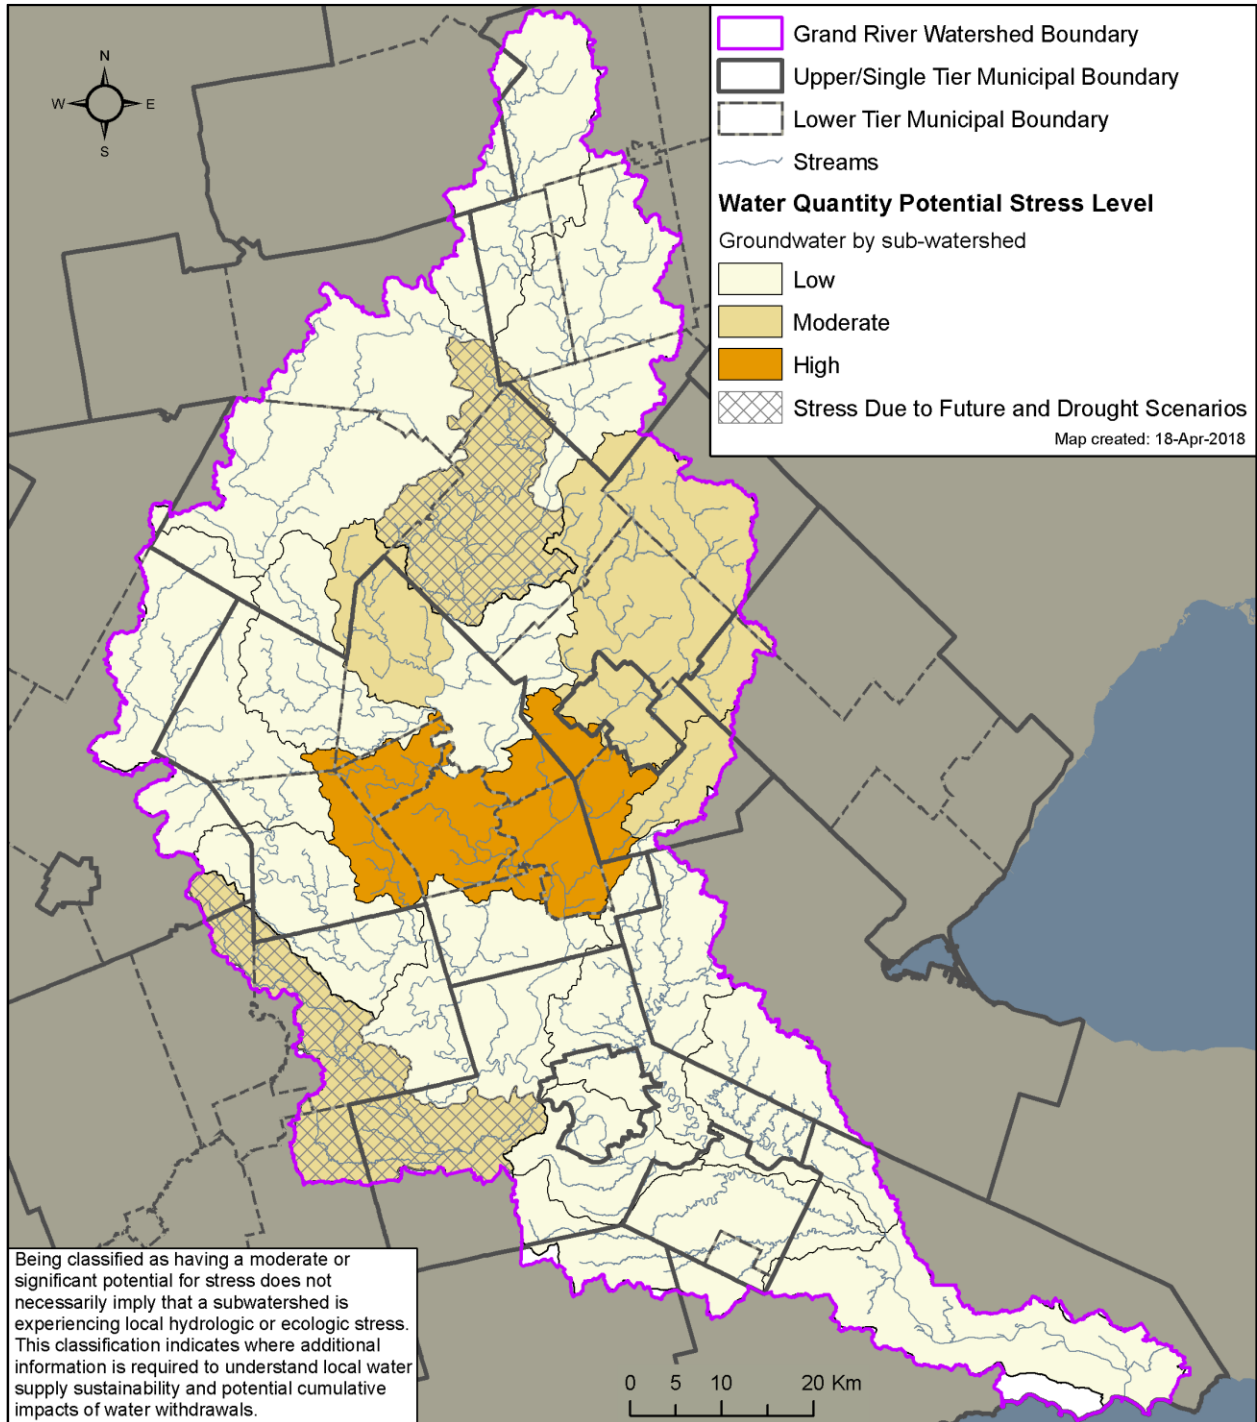 N
W
E
S
Grand River Watershed Boundary
Upper/Single Tier Municipal Boundary
Lower Tier Municipal Boundary
Streams
Water Quantity Potential Stress Level
Groundwater by sub-watershed
Low
Moderate
High
Stress Due to Future and Drought Scenarios
Map created: 18-Apr-2018
Being classified as having a moderate or
significant potential for stress does not
necessarily imply that a subwatershed is
experiencing local hydrologic or ecologic stress.
This classification indicates where additional
information is required to understand local water
supply sustainability and potential cumulative
impacts of water withdrawals.
0 5 10 20 Km